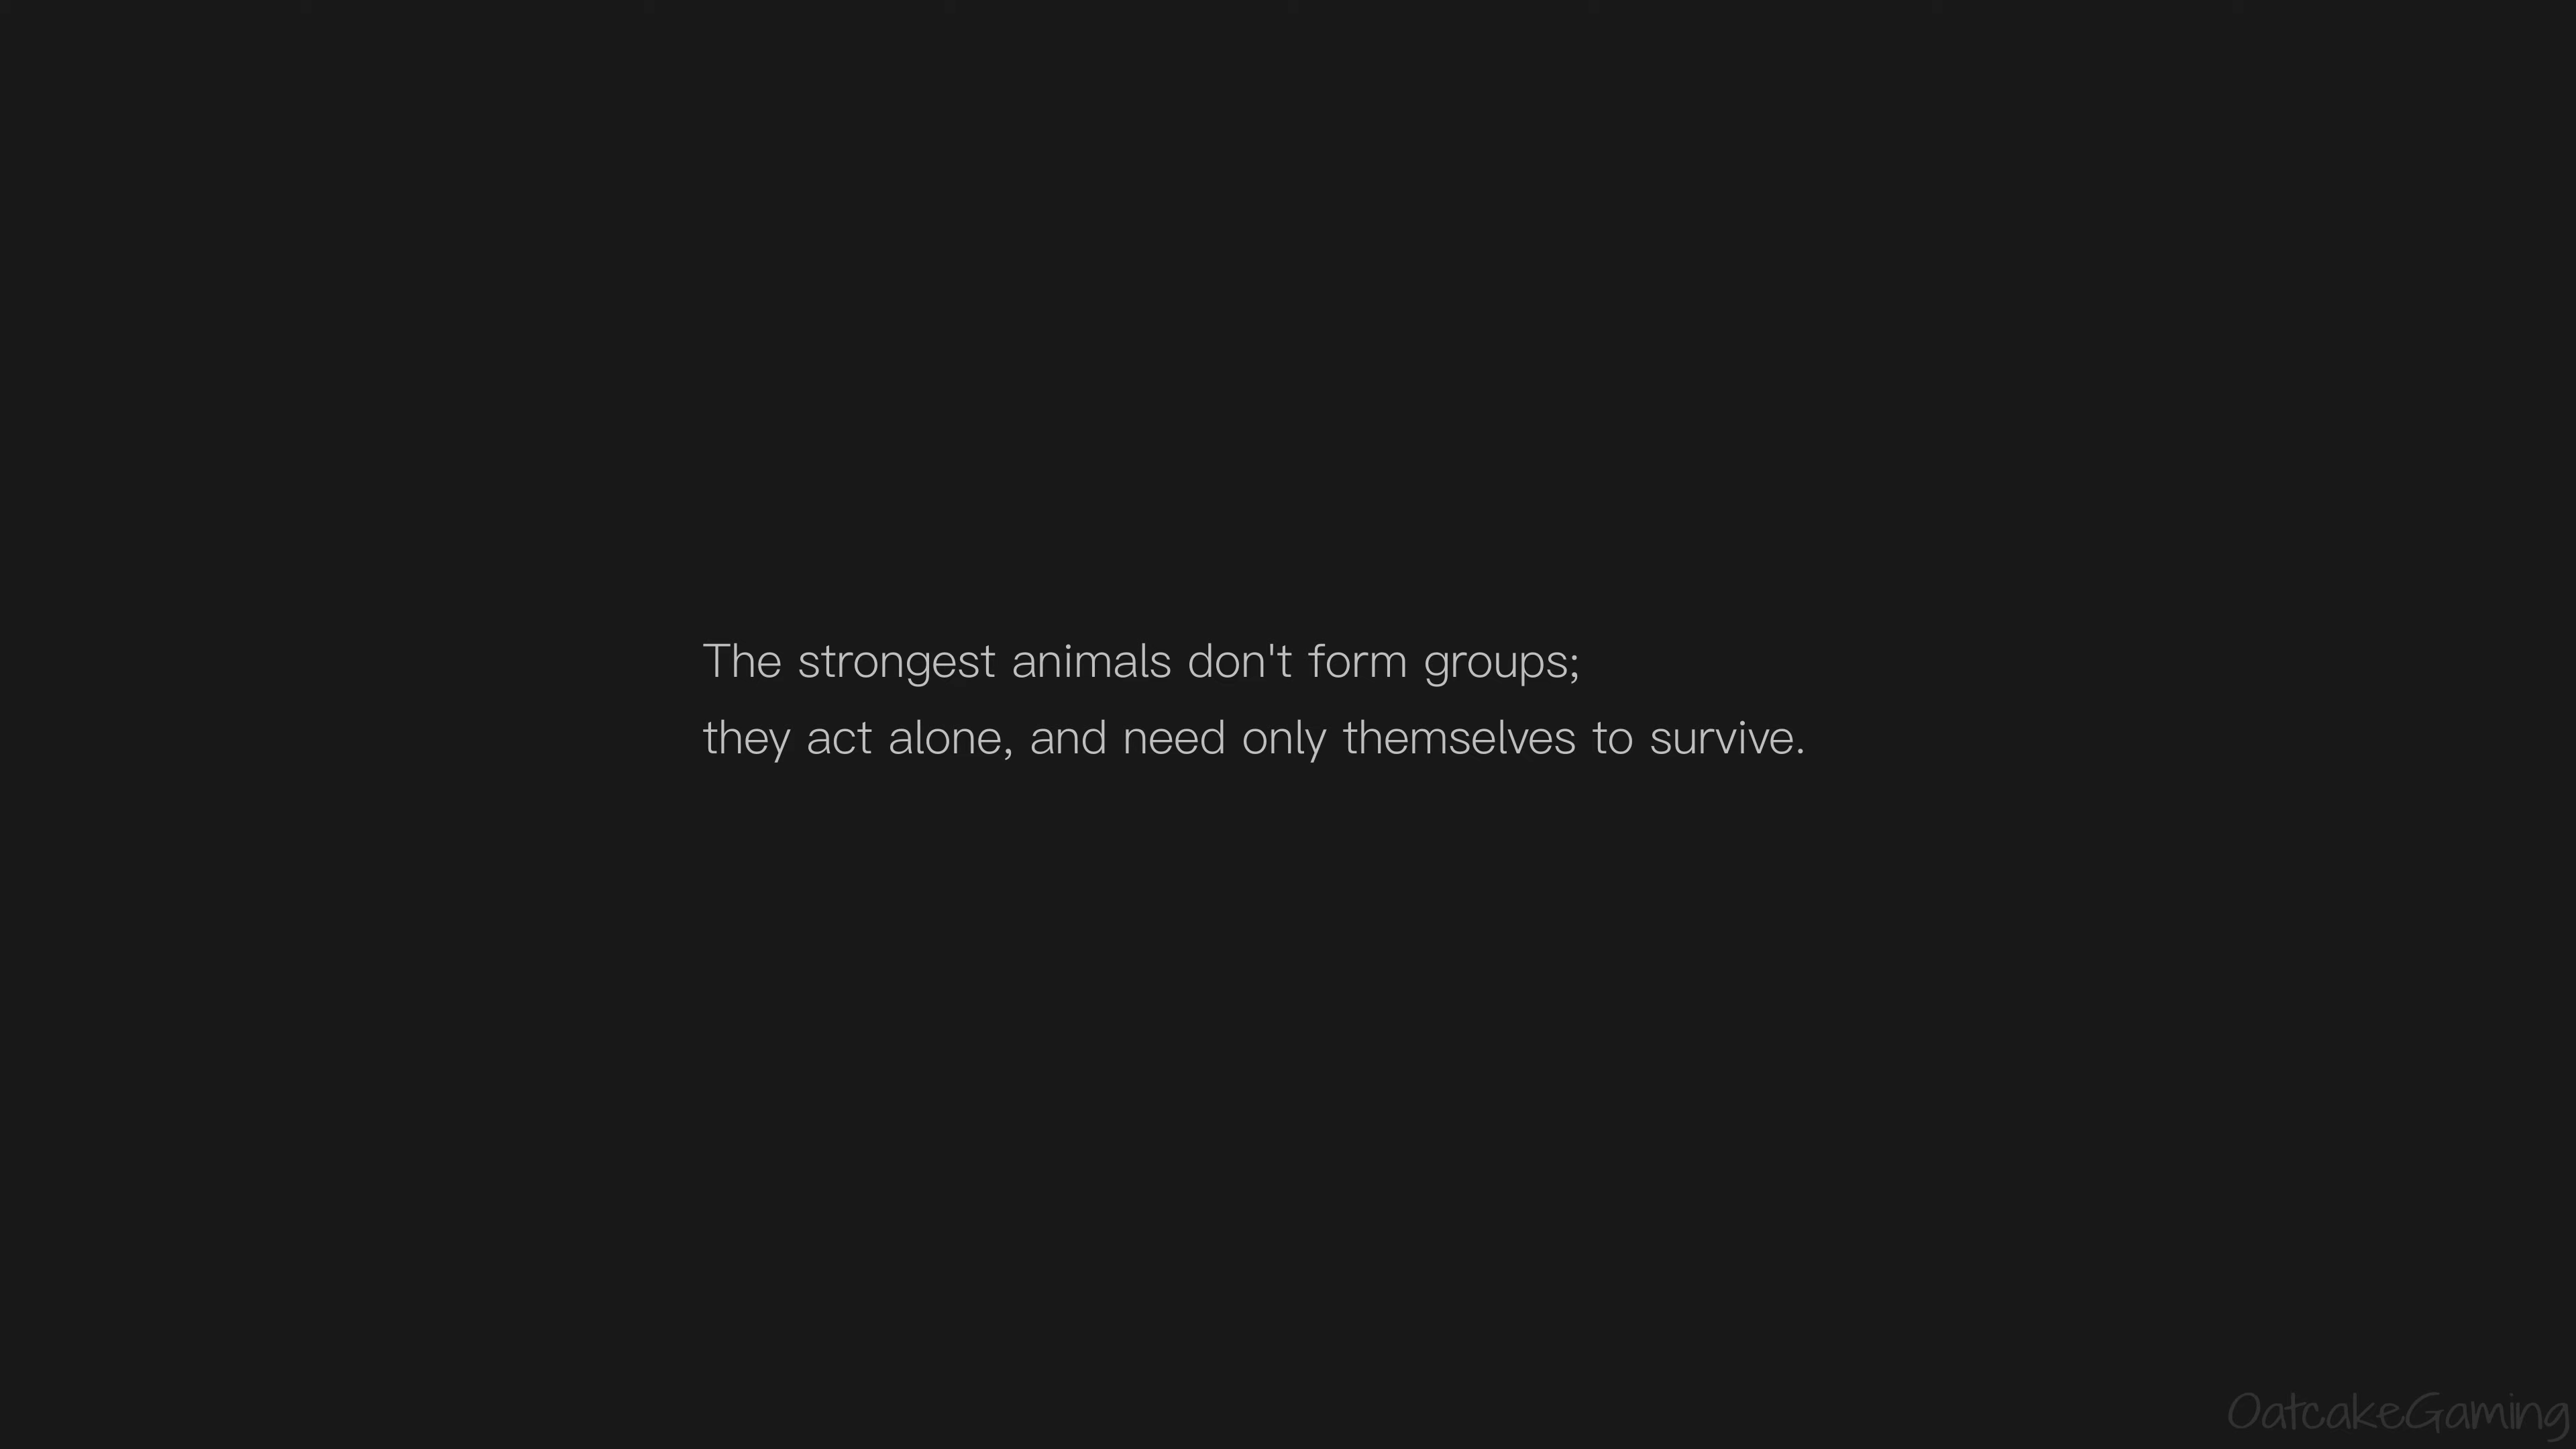 The strongest animals don't form groups;
they act alone, and need only themselves to survive.
OatcakeGaming